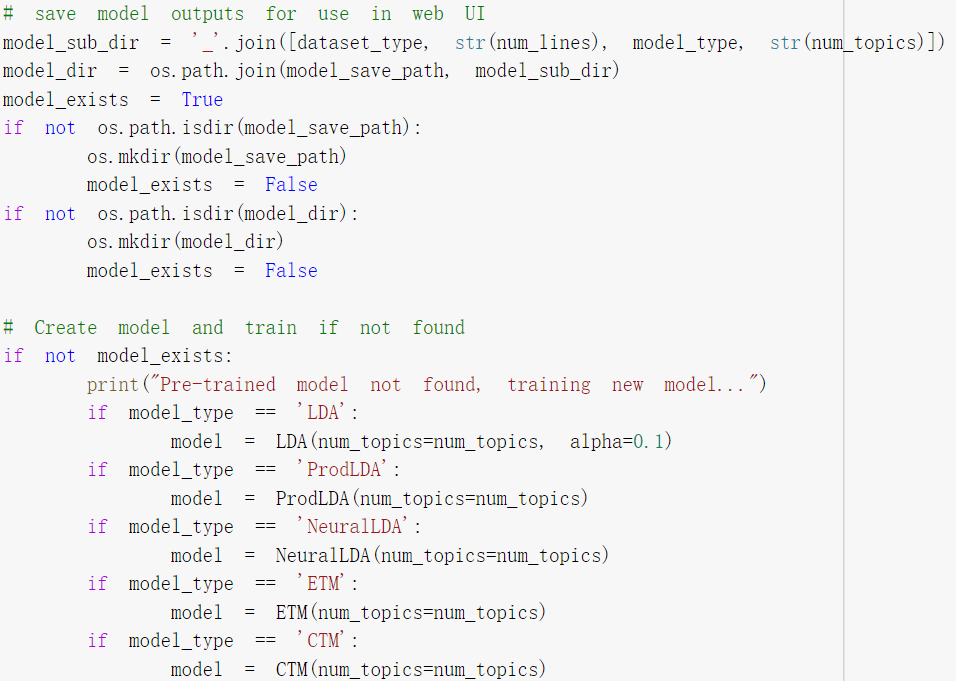 # save model outputs for use in web UI
model_sub_dir = '_'.join([dataset_type, str(num_lines), model_type, str(num_topics)])
model_dir = os.path.join(model_save_path, model_sub_dir)
model_exists = True
if not os.path.isdir(model_save_path):
    os.mkdir(model_save_path)
    model_exists = False
if not os.path.isdir(model_dir):
    os.mkdir(model_dir)
    model_exists = False

# Create model and train if not found
if not model_exists:
    print("Pre-trained model not found, training new model...")
    if model_type == 'LDA':
        model = LDA(num_topics=num_topics, alpha=0.1)
    if model_type == 'ProdLDA':
        model = ProdLDA(num_topics=num_topics)
    if model_type == 'NeuralLDA':
        model = NeuralLDA(num_topics=num_topics)
    if model_type == 'ETM':
        model = ETM(num_topics=num_topics)
    if model_type == 'CTM':
        model = CTM(num_topics=num_topics)